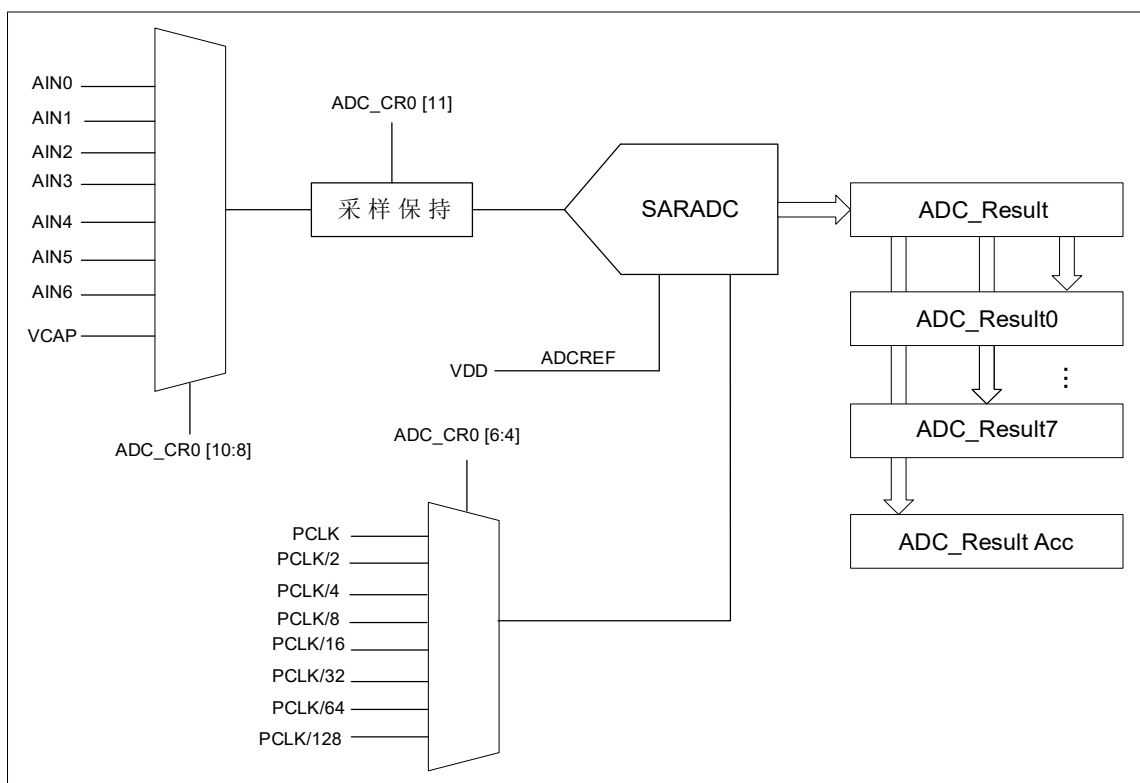 AIN0
AIN1
AIN2
AIN3
AIN4
AIN5
AIN6
VCAP
ADC_CR0 [10:8]
ADC_CR0 [11]
采样保持
SARADC
VDD
ADCREF
ADC_CR0 [6:4]
PCLK
PCLK/2
PCLK/4
PCLK/8
PCLK/16
PCLK/32
PCLK/64
PCLK/128
ADC_Result
ADC_Result0
⋮
ADC_Result7
ADC_Result Acc